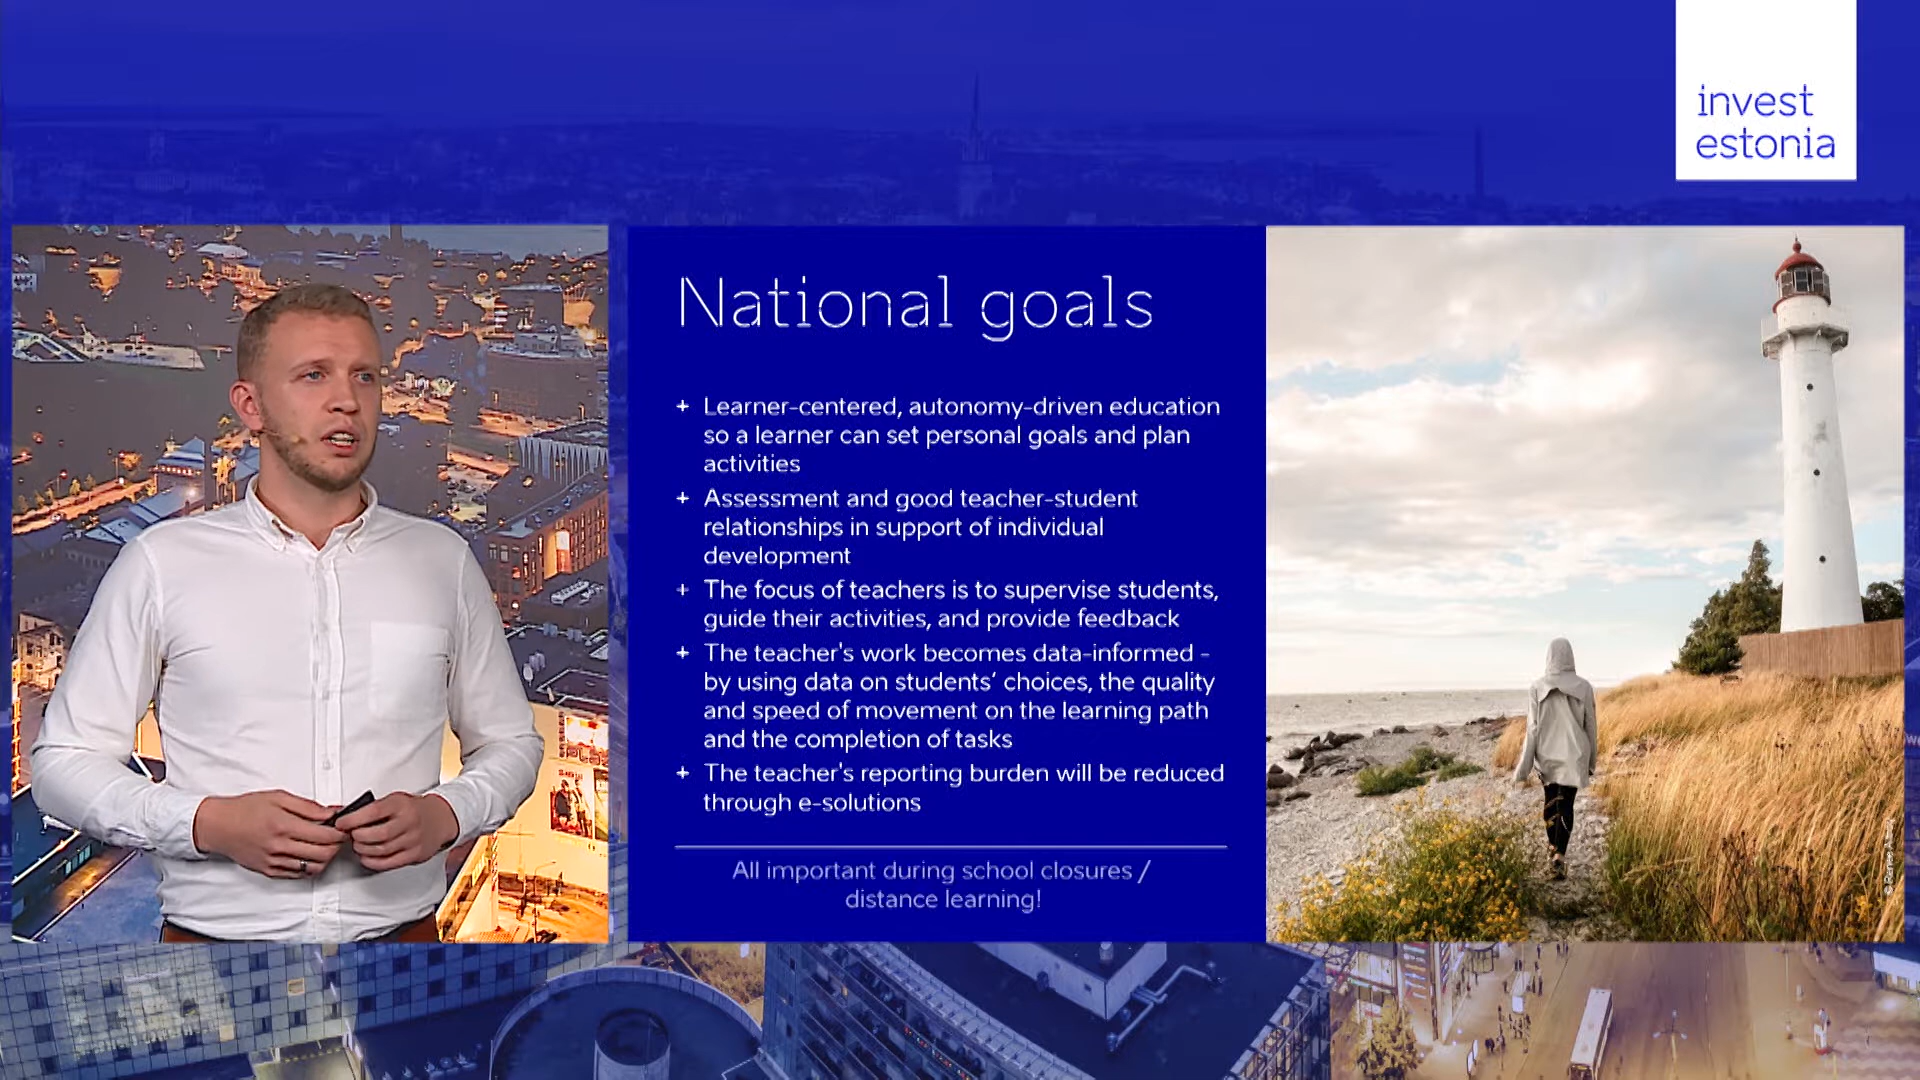 invest
estonia
National goals
+ Learner-centered, autonomy-driven education
so a learner can set personal goals and plan
activities
+ Assessment and good teacher-student
relationships in support of individual
development
+ The focus of teachers is to supervise students,
guide their activities, and provide feedback
+ The teacher's work becomes data-informed -
by using data on students’ choices, the quality
and speed of movement on the learning path
and the completion of tasks
+ The teacher's reporting burden will be reduced
through e-solutions
All important during school closures /
distance learning!